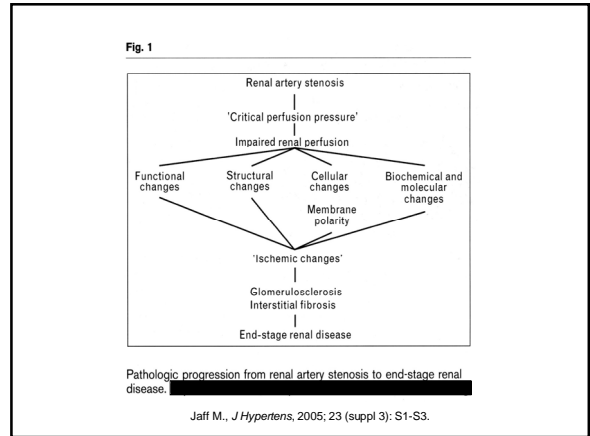 Fig. 1
Renal artery stenosis
'Critical perfusion pressure'
Impaired renal perfusion
Functional changes
Structural changes
Cellular changes
Biochemical and molecular changes
Membrane polarity
'Ischemic changes'
Glomerulosclerosis
Interstitial fibrosis
End-stage renal disease
Pathologic progression from renal artery stenosis to end-stage renal
disease.
Jaff M., J Hypertens, 2005; 23 (suppl 3): S1-S3.